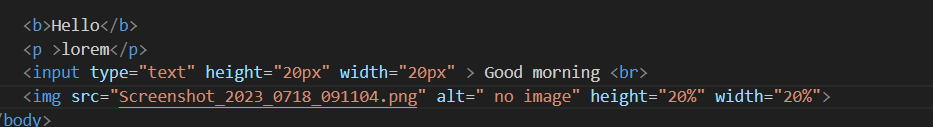 <b>Hello</b>
<p >lorem</p>
<input type="text" height="20px" width="20px" > Good morning <br>
<img src="Screenshot_2023_0718_091104.png" alt=" no image" height="20%" width="20%">
/body>